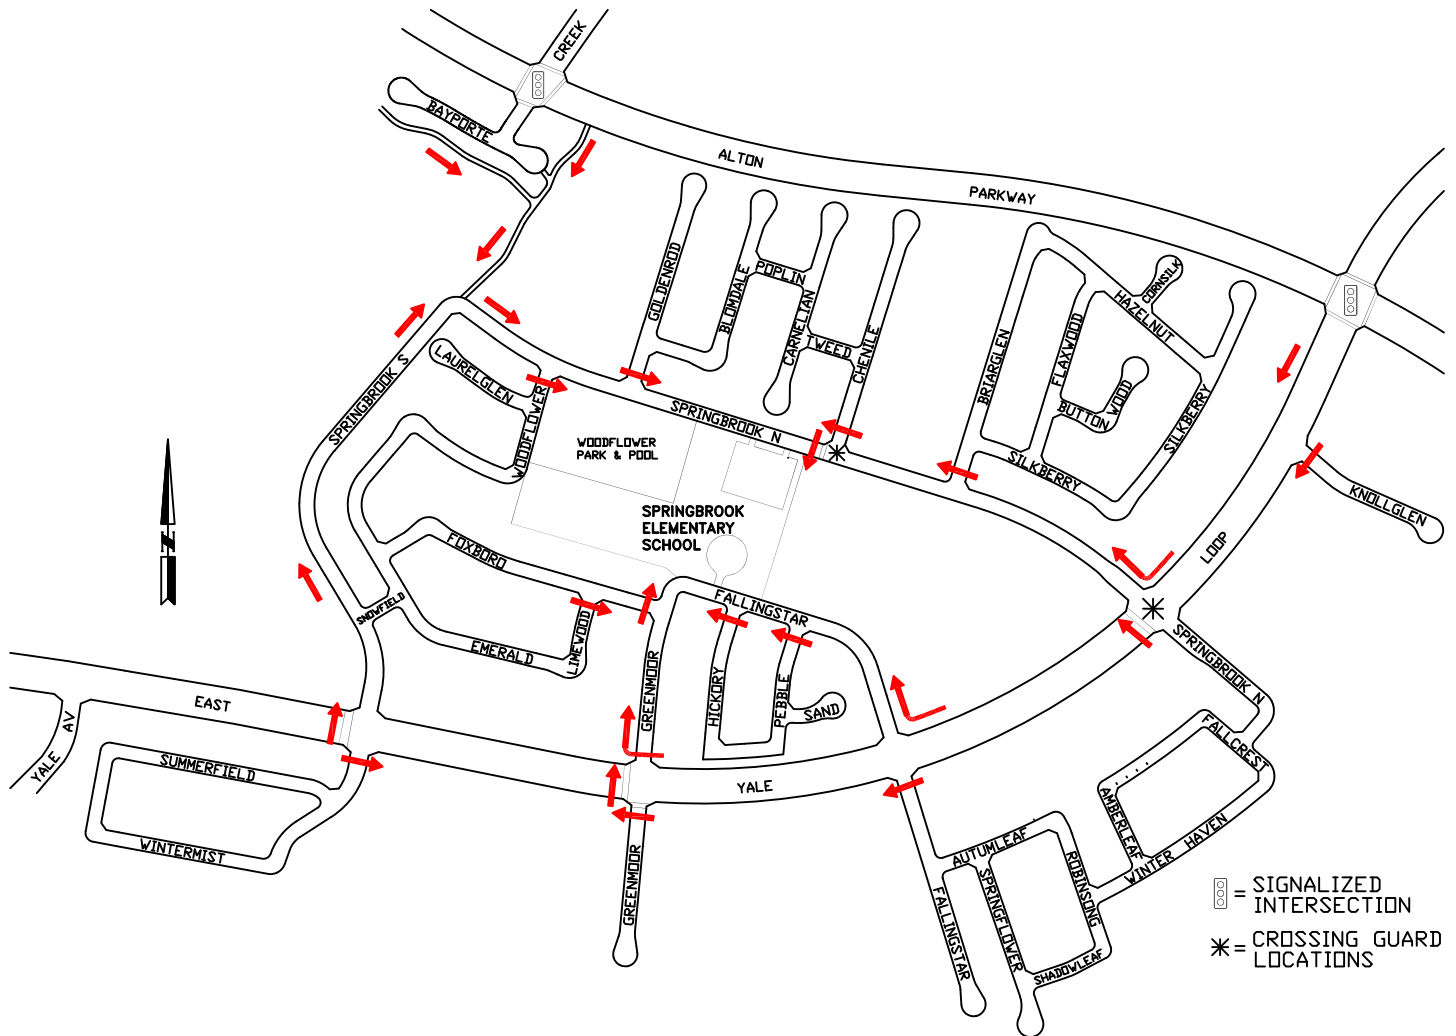 CREEK
BAYPORTE
ALTON
PARKWAY
GOLDENROD
BLOMDALE
POPLIN
CARNELIAN
TWEED
CHENILE
BRIARGLEN
FLAXWOOD
HAZELNUT
CORNSILK
BUTTON WOOD
SILKBERRY
SILKBERRY
KNOLLGLEN
LOOP
SPRINGBROOK S
LAURELGLEN
WOODFLOWER
SPRINGBROOK N
WOODFLOWER
PARK & POOL
SPRINGBROOK
ELEMENTARY
SCHOOL
N
FOXBORO
SNOWFIELD
EMERALD
LIMEWOOD
FALLINGSTAR
GREENMOOR
HICKORY
PEBBLE
SAND
SPRINGBROOK N
FALLCREST
EAST
YALE AV
SUMMERFIELD
WINTERMIST
YALE
GREENMOOR
AMBERLEAF
WINTER HAVEN
AUTUMLEAF
ROBINSONG
SPRINGFLOWER
FALLINGSTAR
SHADOWLEAF
= SIGNALIZED
INTERSECTION
= CROSSING GUARD
LOCATIONS